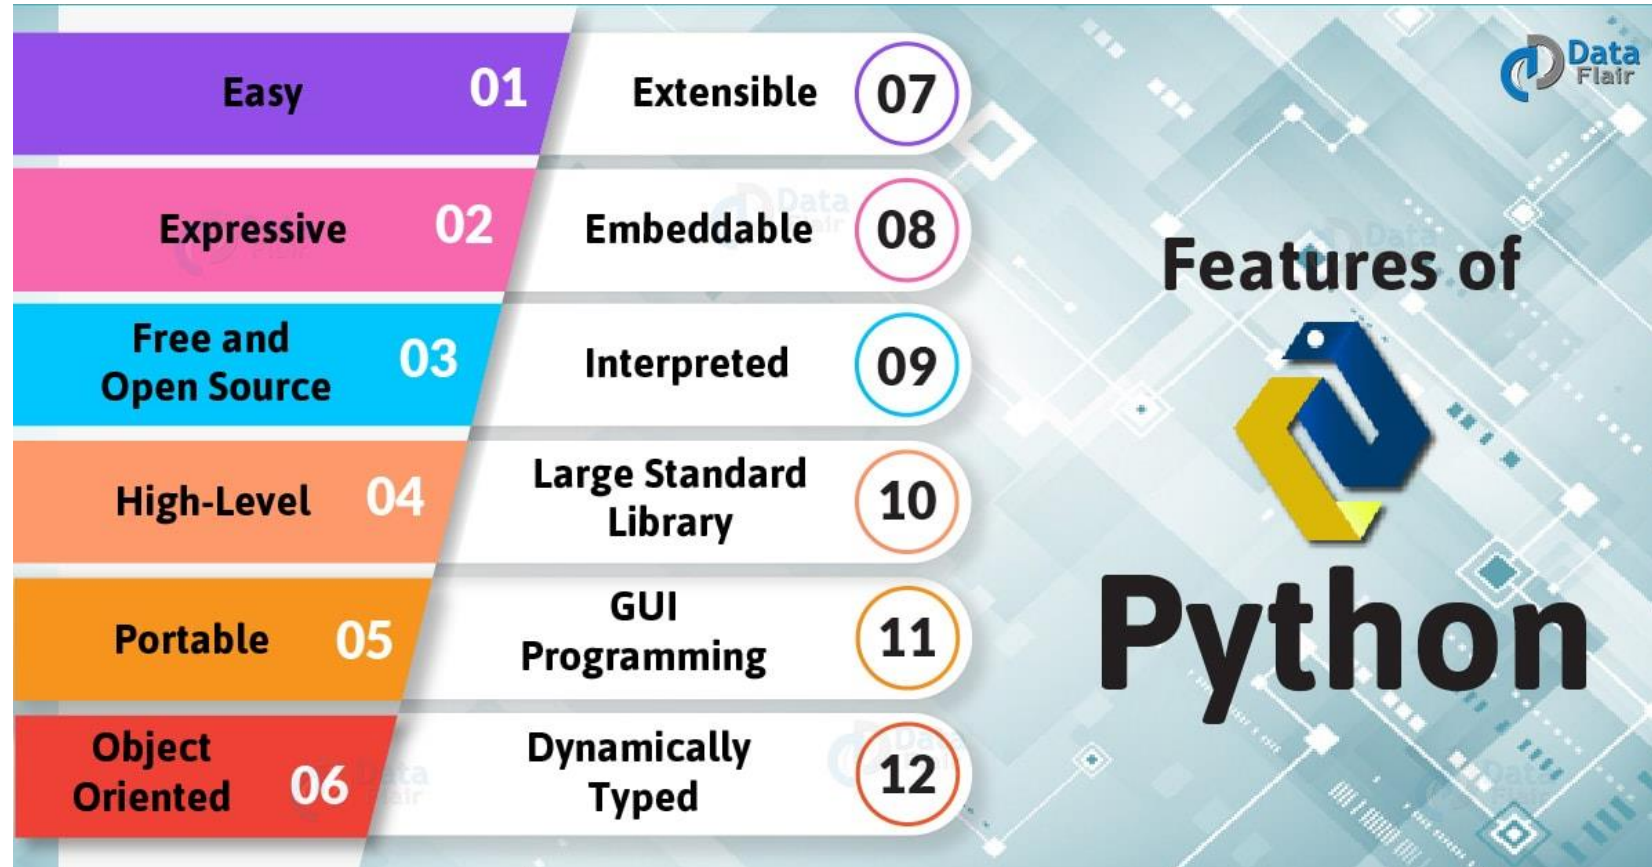 Easy 01
Extensible 07
Expressive 02
Embeddable 08
Free and
Open Source
03
Interpreted 09
High-Level 04
Large Standard
Library
10
Portable 05
GUI
Programming
11
Object
Oriented
06
Dynamically
Typed
12
Data
Flair
Features of
Python